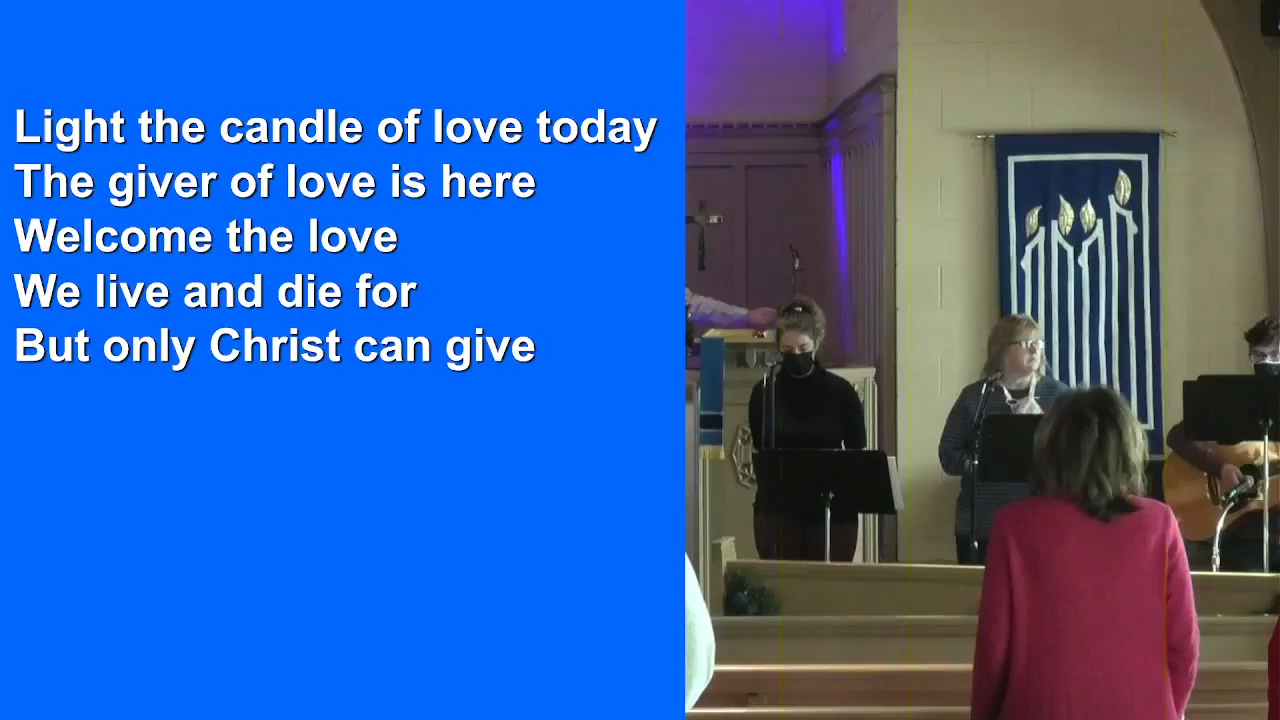 Light the candle of love today
The giver of love is here
Welcome the love
We live and die for
But only Christ can give